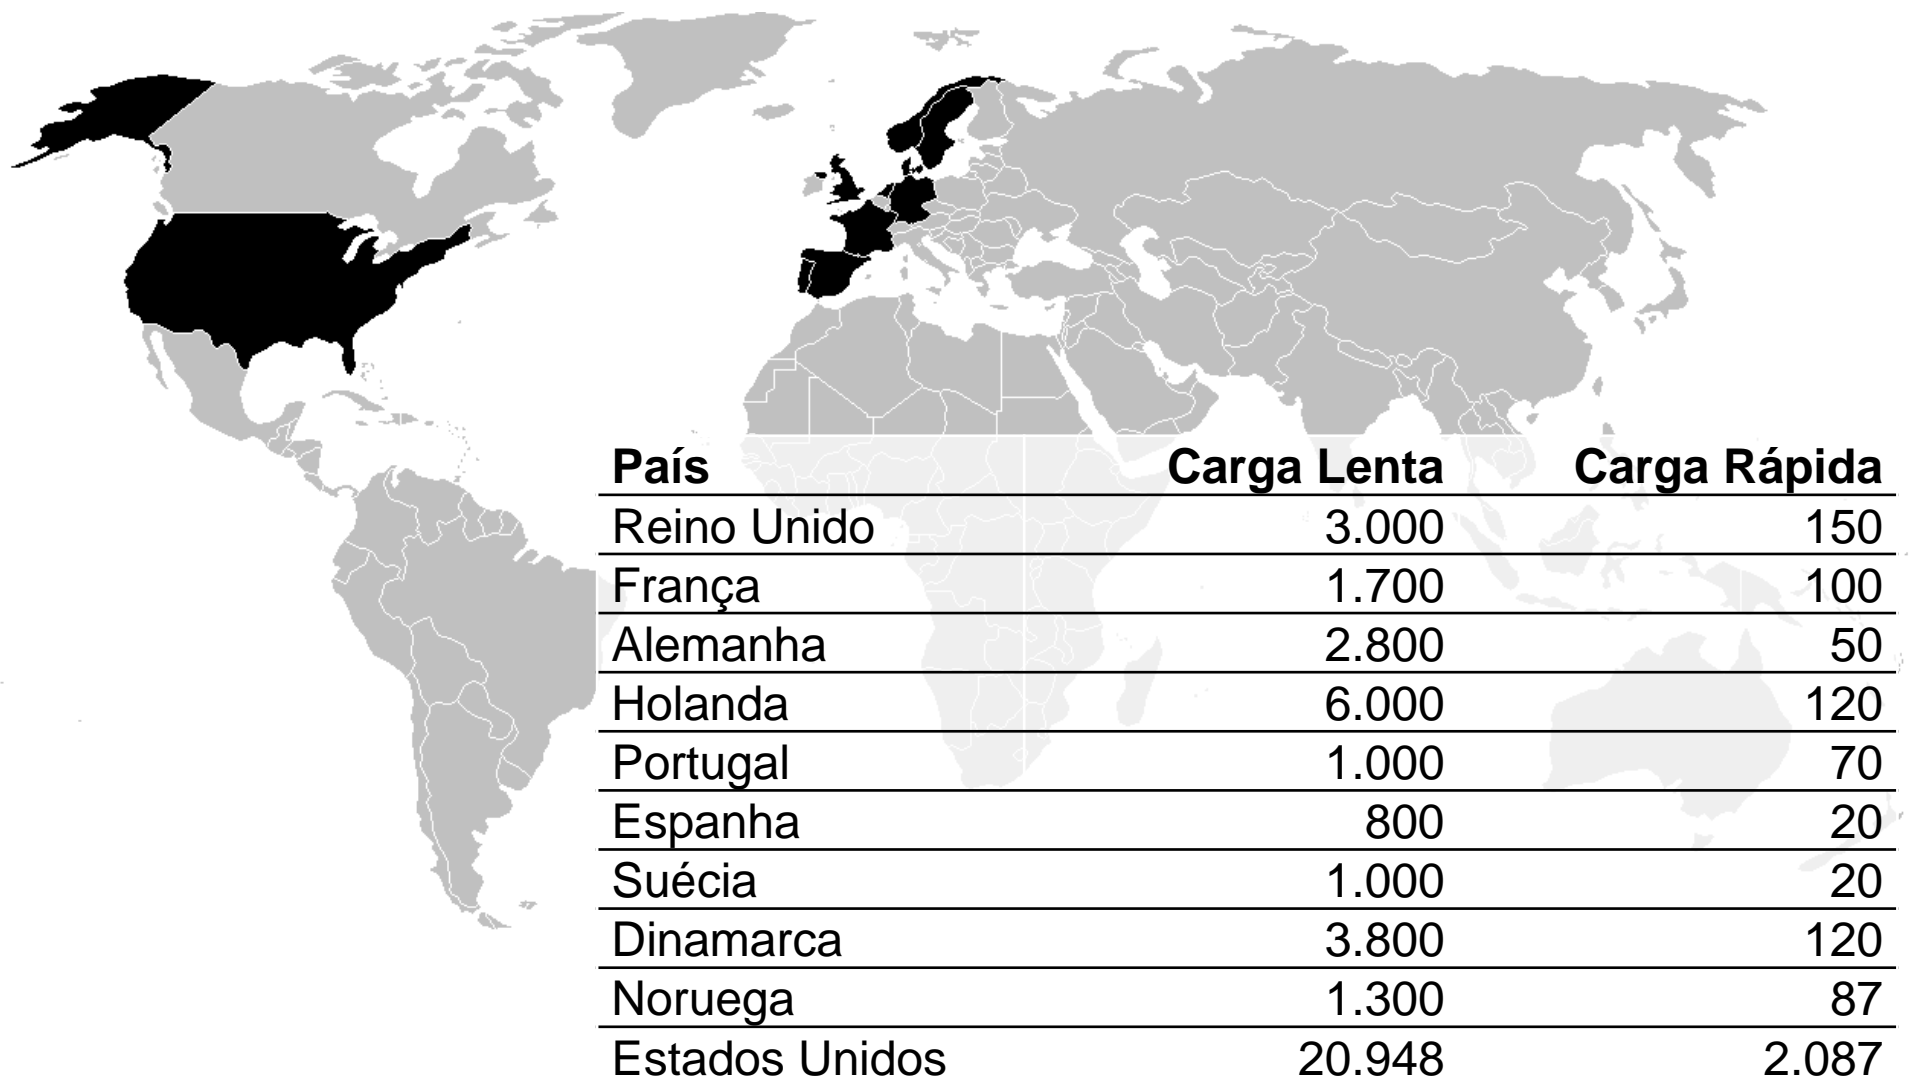 País Carga Lenta Carga Rápida
Reino Unido 3.000 150
França 1.700 100
Alemanha 2.800 50
Holanda 6.000 120
Portugal 1.000 70
Espanha 800 20
Suécia 1.000 20
Dinamarca 3.800 120
Noruega 1.300 87
Estados Unidos 20.948 2.087